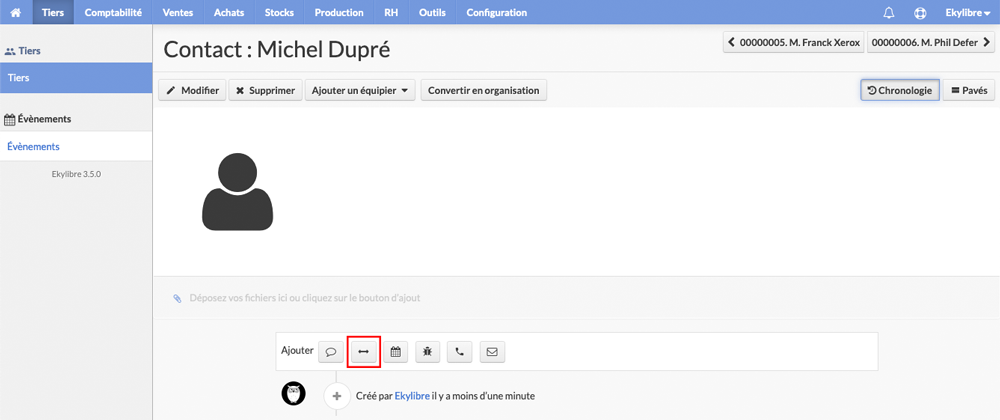 Tiers Comptabilité Ventes Achats Stocks Production RH Outils Configuration Ekylibre
Tiers
Tiers
Évènements
Évènements
Ekylibre 3.5.0
Contact : Michel Dupré
00000005. M. Franck Xerox 00000006. M. Phil Defer
Modifier Supprimer Ajouter un équipier Convertir en organisation Chronologie Pavés
Déposez vos fichiers ici ou cliquez sur le bouton d'ajout
Ajouter
Créé par Ekylibre il y a moins d'une minute